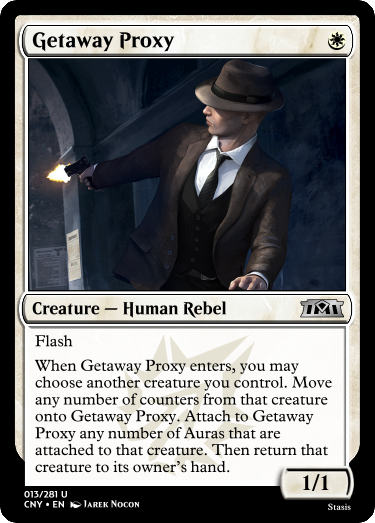 Getaway Proxy
Creature — Human Rebel
Flash
When Getaway Proxy enters, you may
choose another creature you control. Move
any number of counters from that creature
onto Getaway Proxy. Attach to Getaway
Proxy any number of Auras that are
attached to that creature. Then return that
creature to its owner's hand.
1/1
013/281 U
CNY • EN Jarek Nocon
Stasis